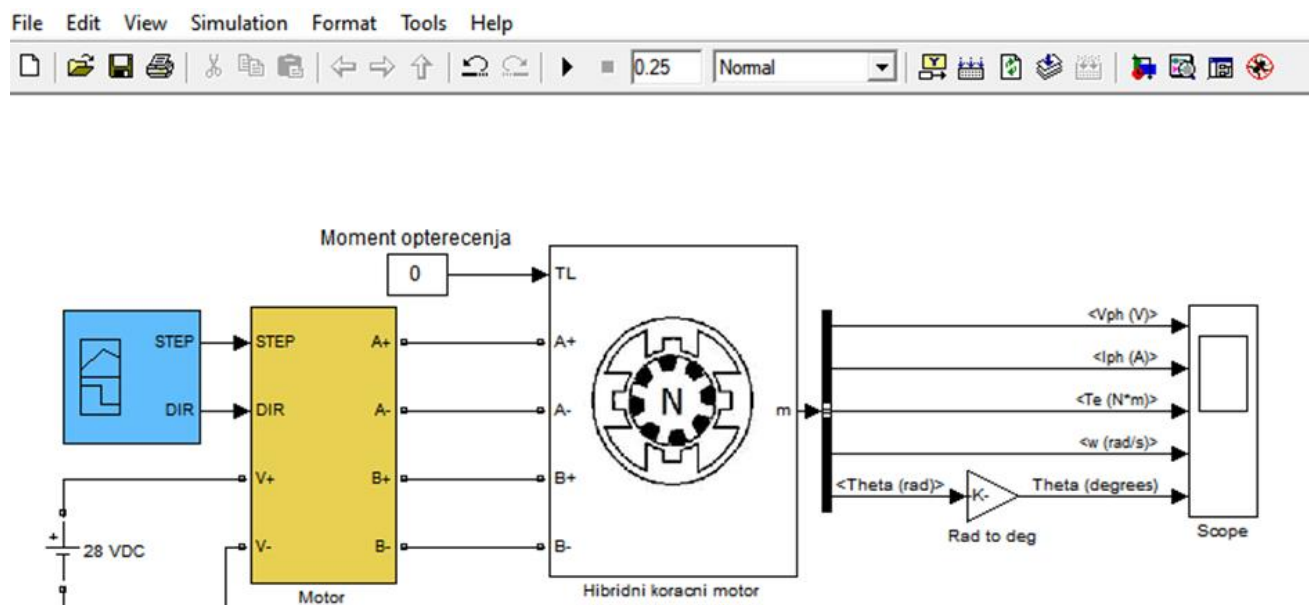 File Edit View Simulation Format Tools Help
0.25 Normal
Moment opterecenja
0
TL
STEP
DIR
STEP
DIR
V+
V-
A+
A-
B+
B-
A+
A-
B+
B-
N
m
<Vph (V)>
<Iph (A)>
<Te (N*m)>
<w (rad/s)>
<Theta (rad)>
K-
Theta (degrees)
Rad to deg
Scope
+
28 VDC
Motor
Hibridni koracni motor